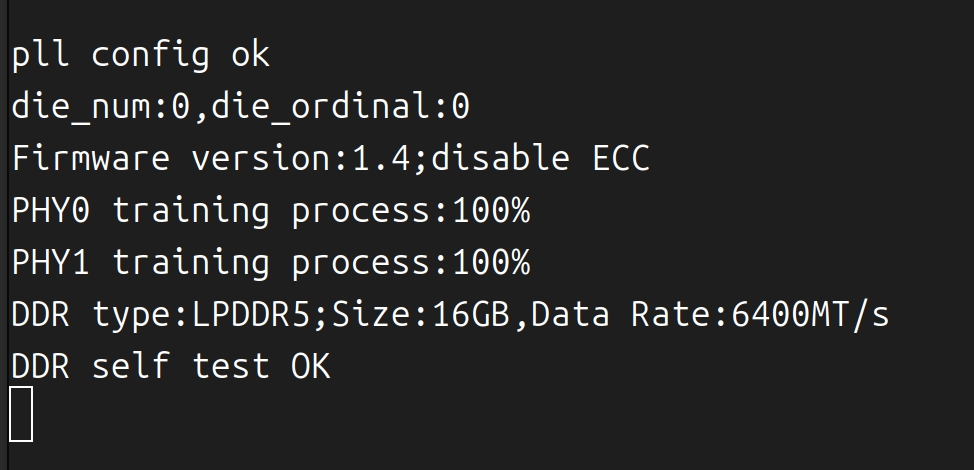 pll config ok
die_num:0,die_ordinal:0
Firmware version:1.4;disable ECC
PHY0 training process:100%
PHY1 training process:100%
DDR type:LPDDR5;Size:16GB,Data Rate:6400MT/s
DDR self test OK